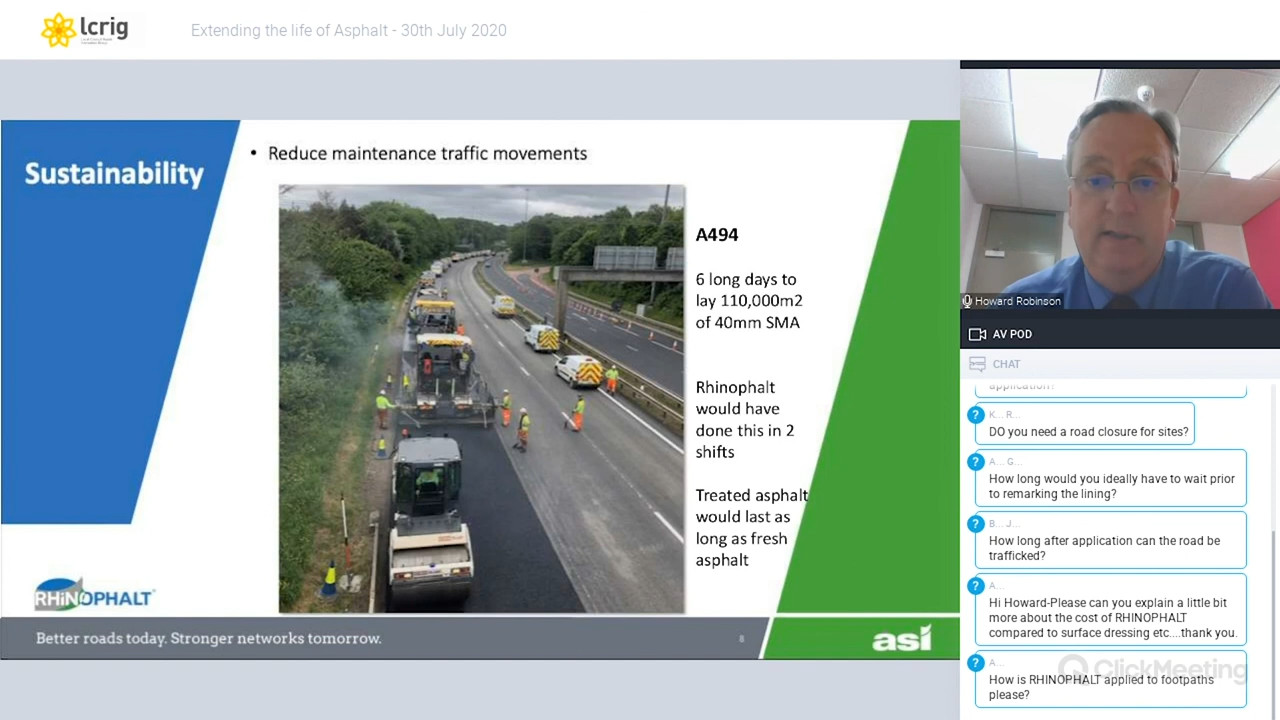 lcrig
Extending the life of Asphalt - 30th July 2020
Sustainability
• Reduce maintenance traffic movements
A494
6 long days to
lay 110,000m2
of 40mm SMA
Rhinophalt
would have
done this in 2
shifts
Treated asphalt
would last as
long as fresh
asphalt
RHiNOPHALT
Better roads today. Stronger networks tomorrow.
8
asi
Howard Robinson
AV POD
CHAT
application?
? K... R...
DO you need a road closure for sites?
? A... G...
How long would you ideally have to wait prior
to remarking the lining?
? B... J...
How long after application can the road be
trafficked?
? A...
Hi Howard-Please can you explain a little bit
more about the cost of RHINOPHALT
compared to surface dressing etc....thank you.
? A...
How is RHINOPHALT applied to footpaths
please?
ClickMeeting